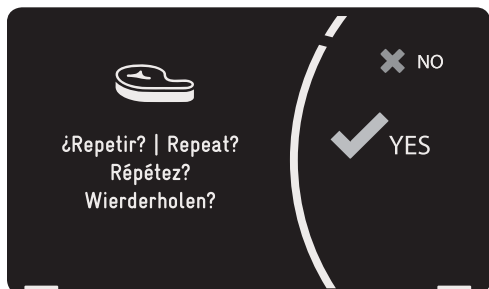 ¿Repetir? | Repeat?
Répétez?
Wierderholen?
NO
YES